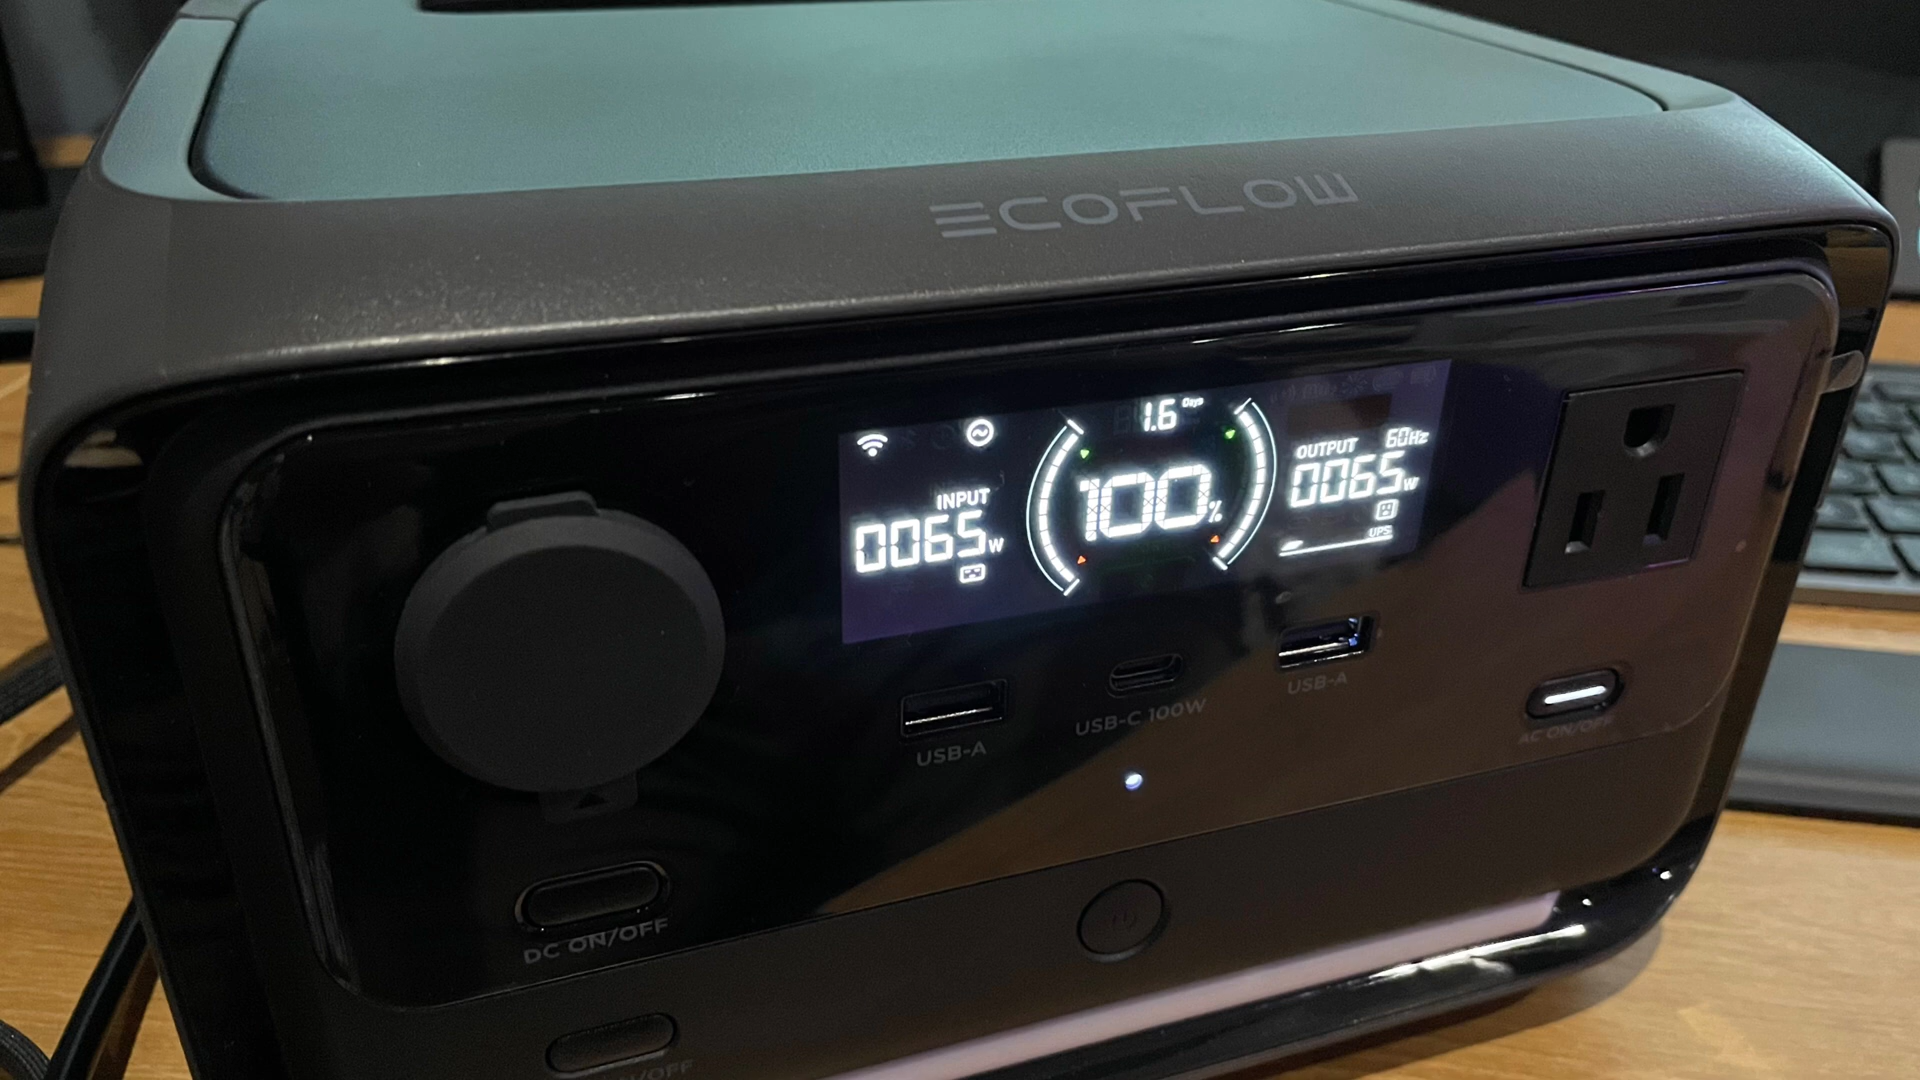 ECOFLOW
1.6 Days
INPUT
0065W
100%
OUTPUT 60Hz
0065W
UPS
USB-A
USB-C 100W
USB-A
AC ON/OFF
DC ON/OFF
/OFF